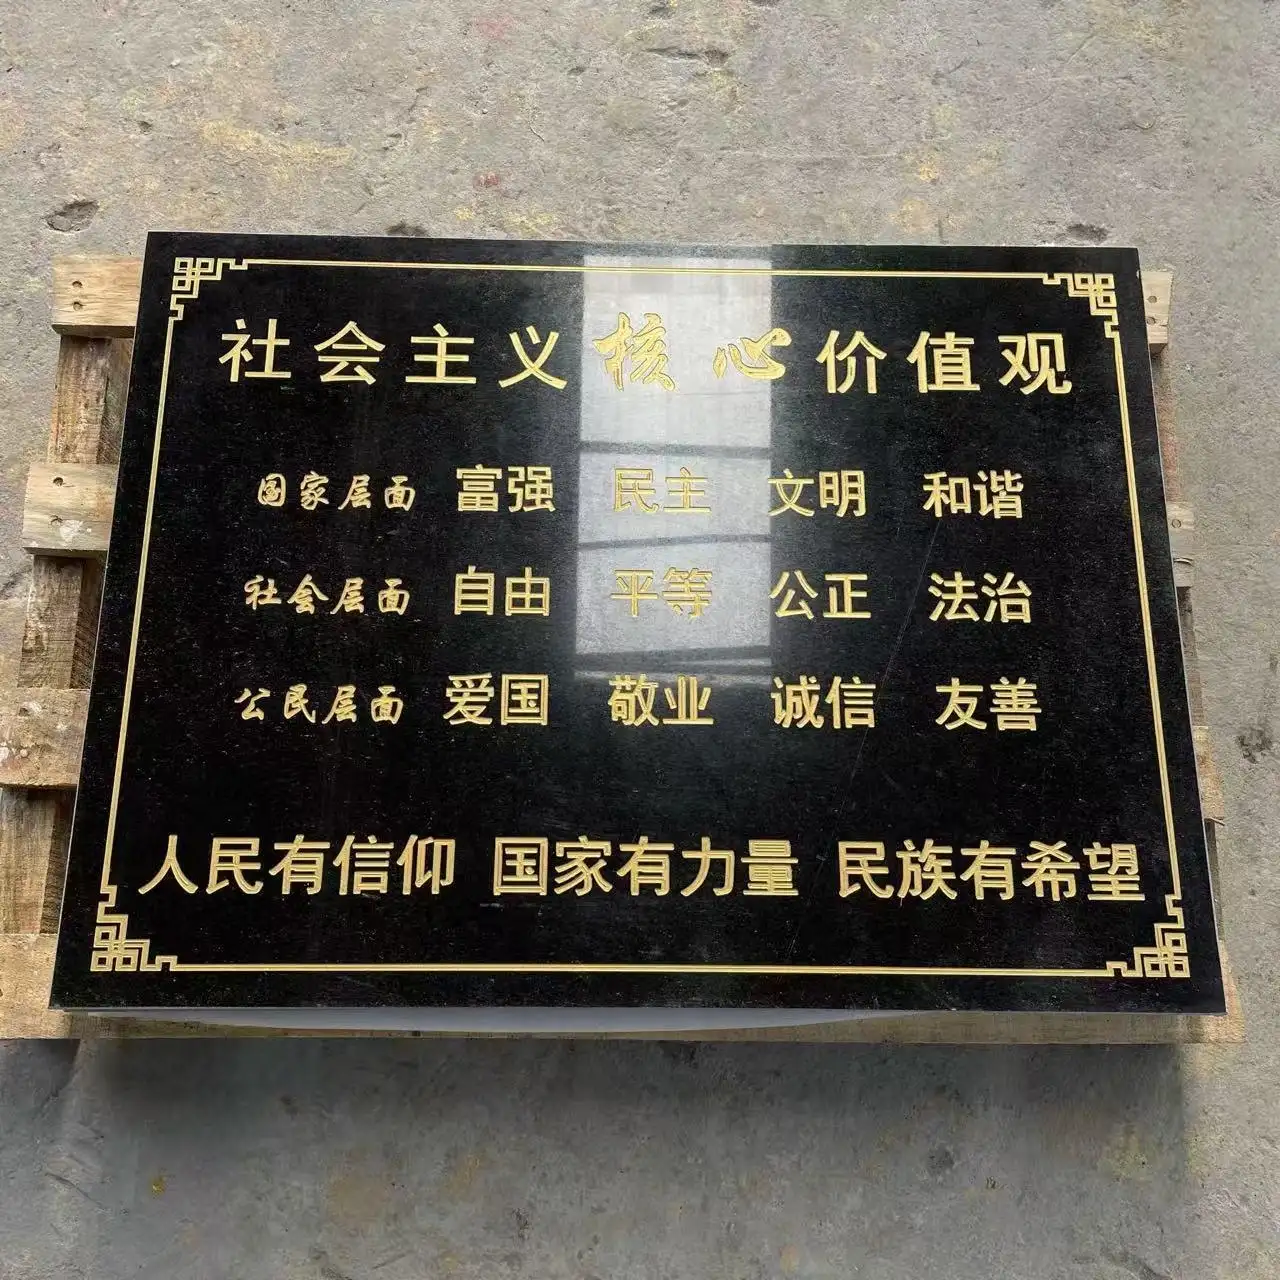 社会主义核心价值观
国家层面 富强 民主 文明 和谐
社会层面 自由 平等 公正 法治
公民层面 爱国 敬业 诚信 友善
人民有信仰 国家有力量 民族有希望